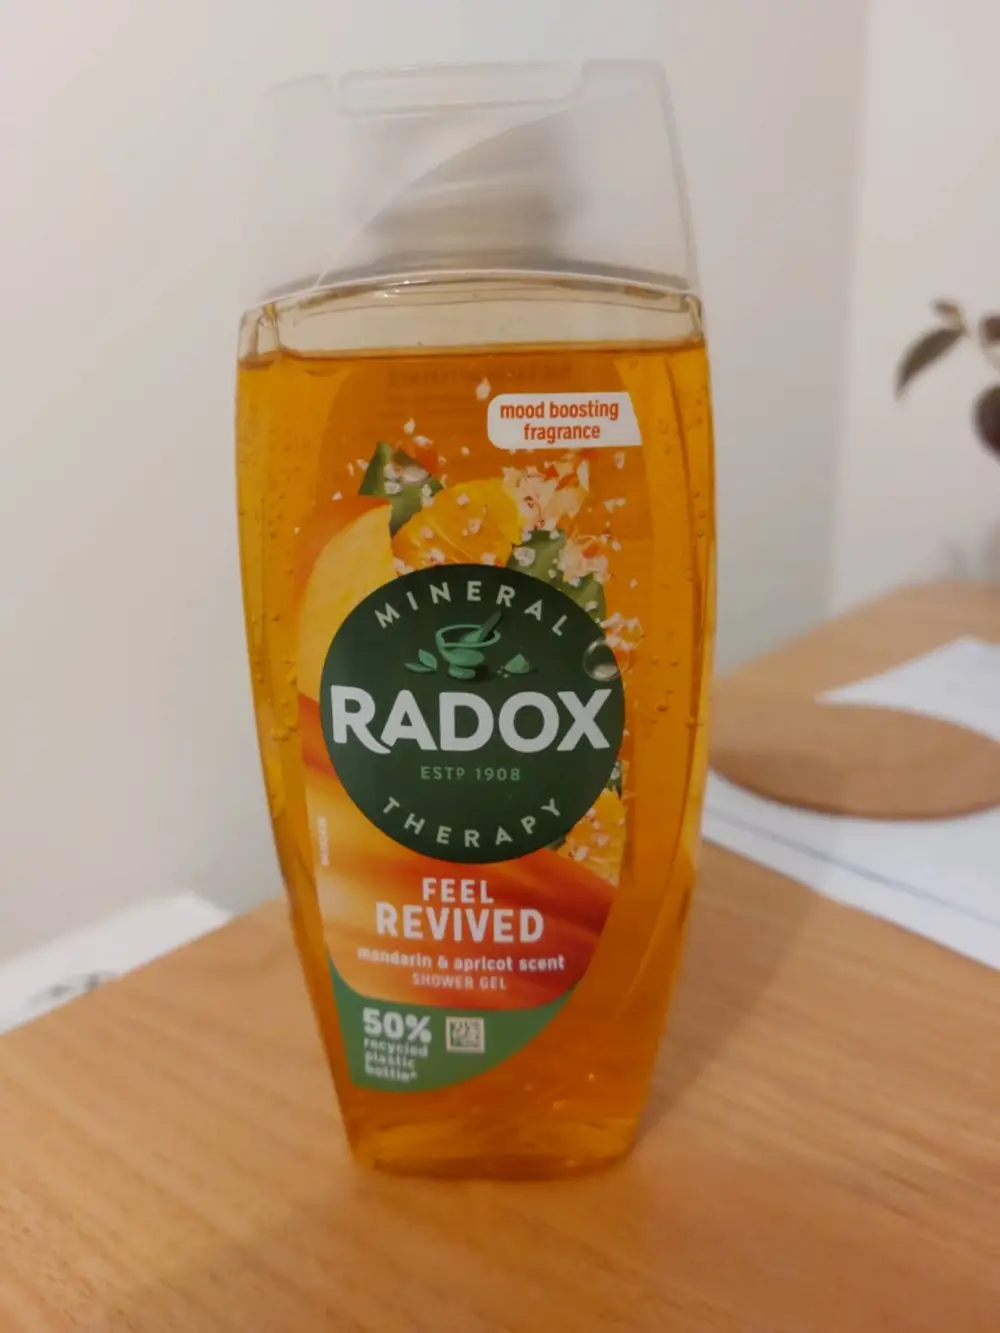 mood boosting
fragrance
MINERAL
RADOX
ESTD 1908
THERAPY
FEEL
REVIVED
mandarin & apricot scent
SHOWER GEL
50%
recycled
plastic
bottle*